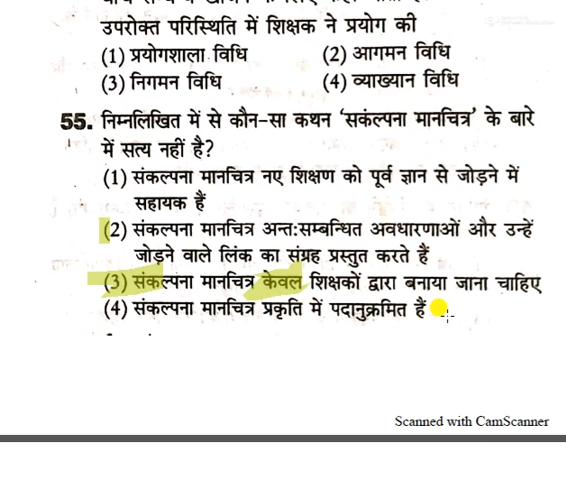 उपरोक्त परिस्थिति में शिक्षक ने प्रयोग की
(1) प्रयोगशाला विधि (2) आगमन विधि
(3) निगमन विधि (4) व्याख्यान विधि
55. निम्नलिखित में से कौन-सा कथन ‘सकंल्पना मानचित्र’ के बारे
में सत्य नहीं है?
(1) संकल्पना मानचित्र नए शिक्षण को पूर्व ज्ञान से जोड़ने में
सहायक हैं
(2) संकल्पना मानचित्र अन्त:सम्बन्धित अवधारणाओं और उन्हें
जोड़ने वाले लिंक का संग्रह प्रस्तुत करते हैं
(3) संकल्पना मानचित्र केवल शिक्षकों द्वारा बनाया जाना चाहिए
(4) संकल्पना मानचित्र प्रकृति में पदानुक्रमित हैं
Scanned with CamScanner